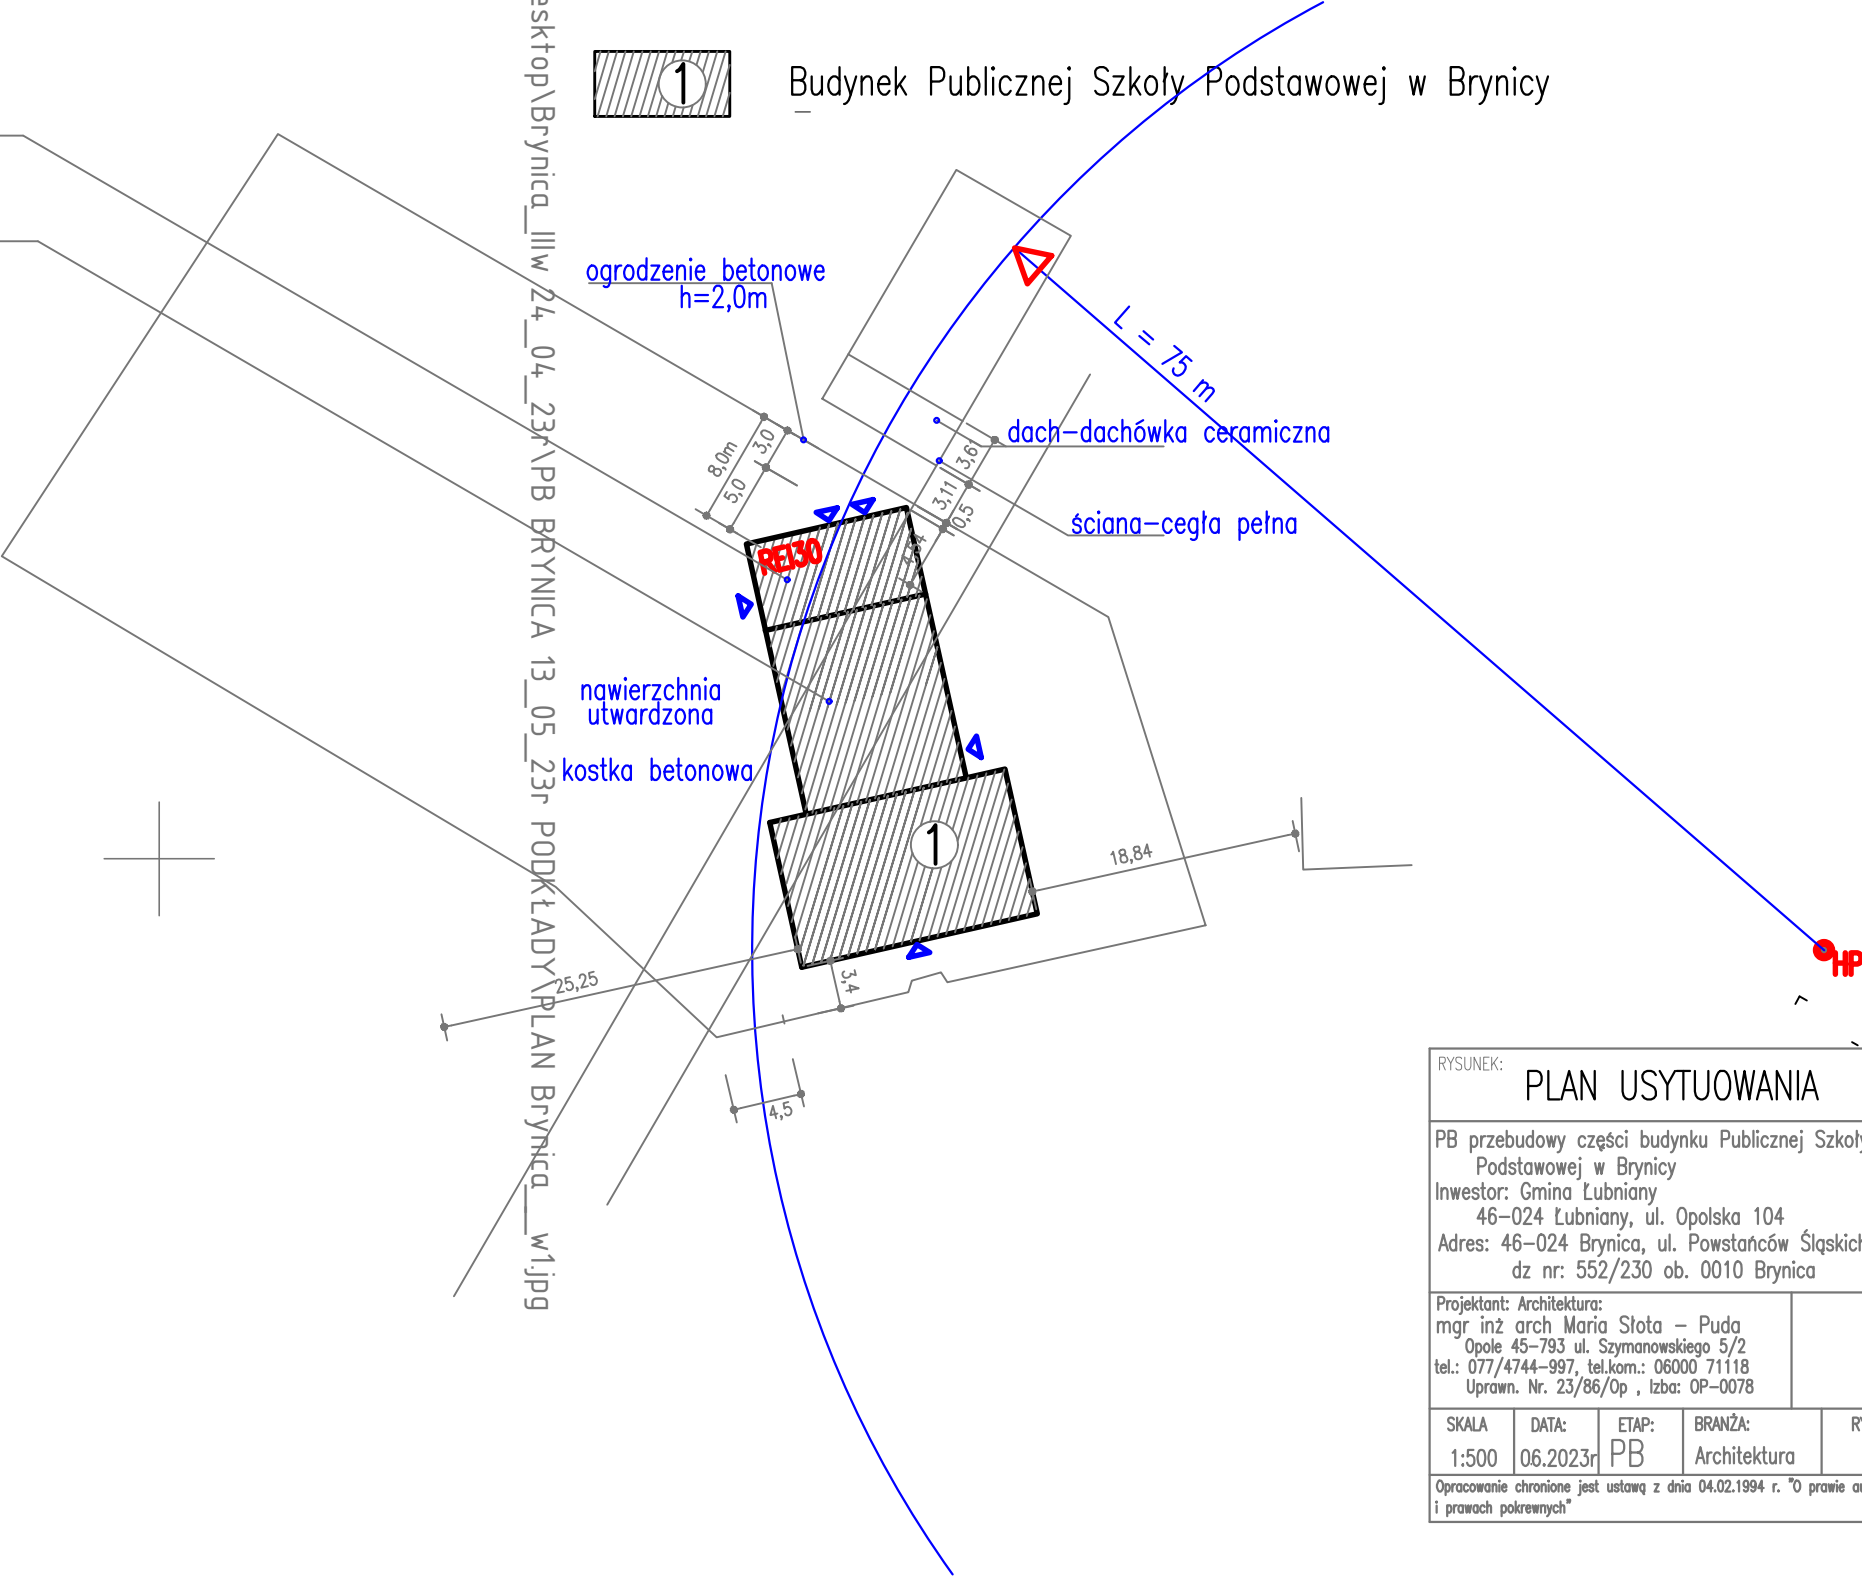 esktop\Brynica_IIIw 24_04_23r\PB BRYNICA 13_05_23r PODKŁADY\PLAN Brynica__w1.jpg
1
Budynek Publicznej Szkoły Podstawowej w Brynicy
ogrodzenie betonowe
h=2,0m
L = 75 m
dach-dachówka ceramiczna
ściana-cegła pełna
8,0m
3,0
5,0
3,61
3,11
0,5
REI30
nawierzchnia
utwardzona
kostka betonowa
1
18,84
25,25
3,4
4,5
HP
RYSUNEK:
PLAN USYTUOWANIA
PB przebudowy części budynku Publicznej Szkoły
Podstawowej w Brynicy
Inwestor: Gmina Łubniany
46-024 Łubniany, ul. Opolska 104
Adres: 46-024 Brynica, ul. Powstańców Śląskich
dz nr: 552/230 ob. 0010 Brynica
Projektant: Architektura:
mgr inż arch Maria Słota - Puda
Opole 45-793 ul. Szymanowskiego 5/2
tel.: 077/4744-997, tel.kom.: 06000 71118
Uprawn. Nr. 23/86/Op , Izba: OP-0078
SKALA DATA: ETAP: BRANŻA: RY
1:500 06.2023r PB Architektura
Opracowanie chronione jest ustawą z dnia 04.02.1994 r. "O prawie au
i prawach pokrewnych"